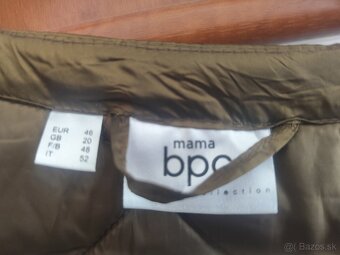 EUR 46
GB 20
F/B 48
IT 52
mama
bpc
collection
Bazos.sk